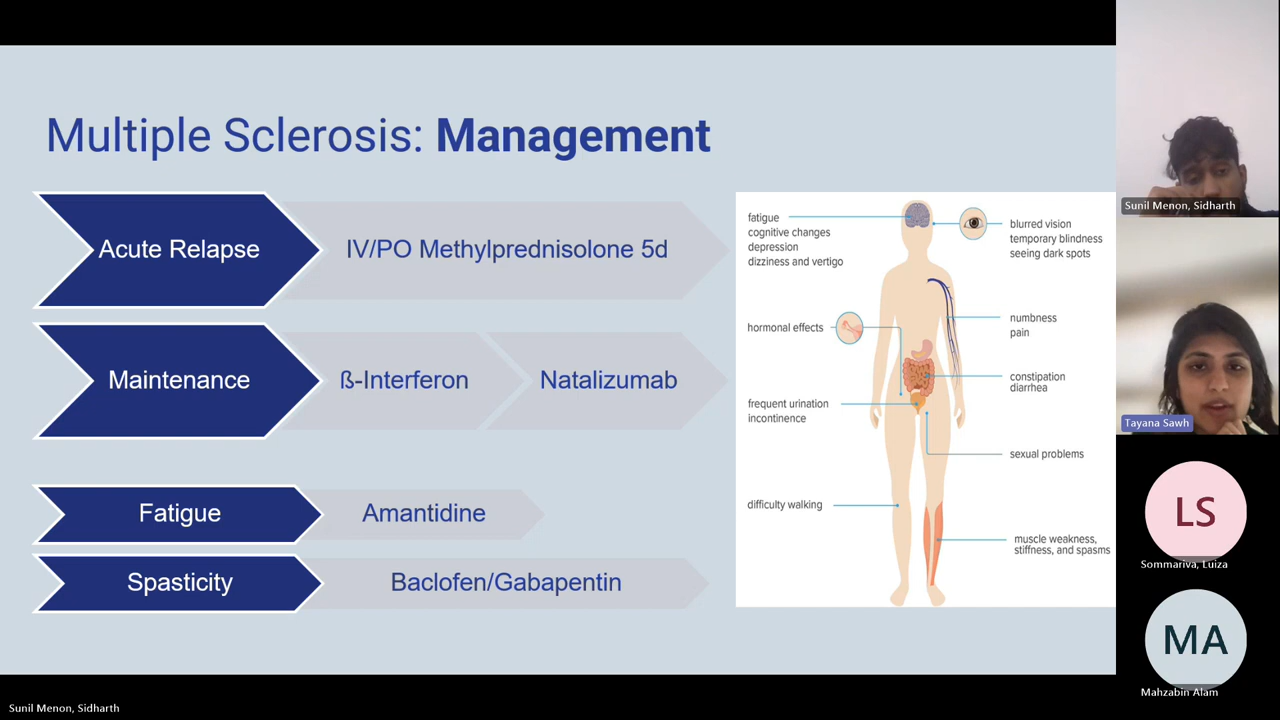 Multiple Sclerosis: Management
Acute Relapse
IV/PO Methylprednisolone 5d
Maintenance
ß-Interferon
Natalizumab
Fatigue
Amantidine
Spasticity
Baclofen/Gabapentin
fatigue
cognitive changes
depression
dizziness and vertigo
hormonal effects
frequent urination
incontinence
difficulty walking
blurred vision
temporary blindness
seeing dark spots
numbness
pain
constipation
diarrhea
sexual problems
muscle weakness,
stiffness, and spasms
Sunil Menon, Sidharth
Tayana Sawh
LS
Sommariva, Luiza
MA
Mahzabin Alam
Sunil Menon, Sidharth